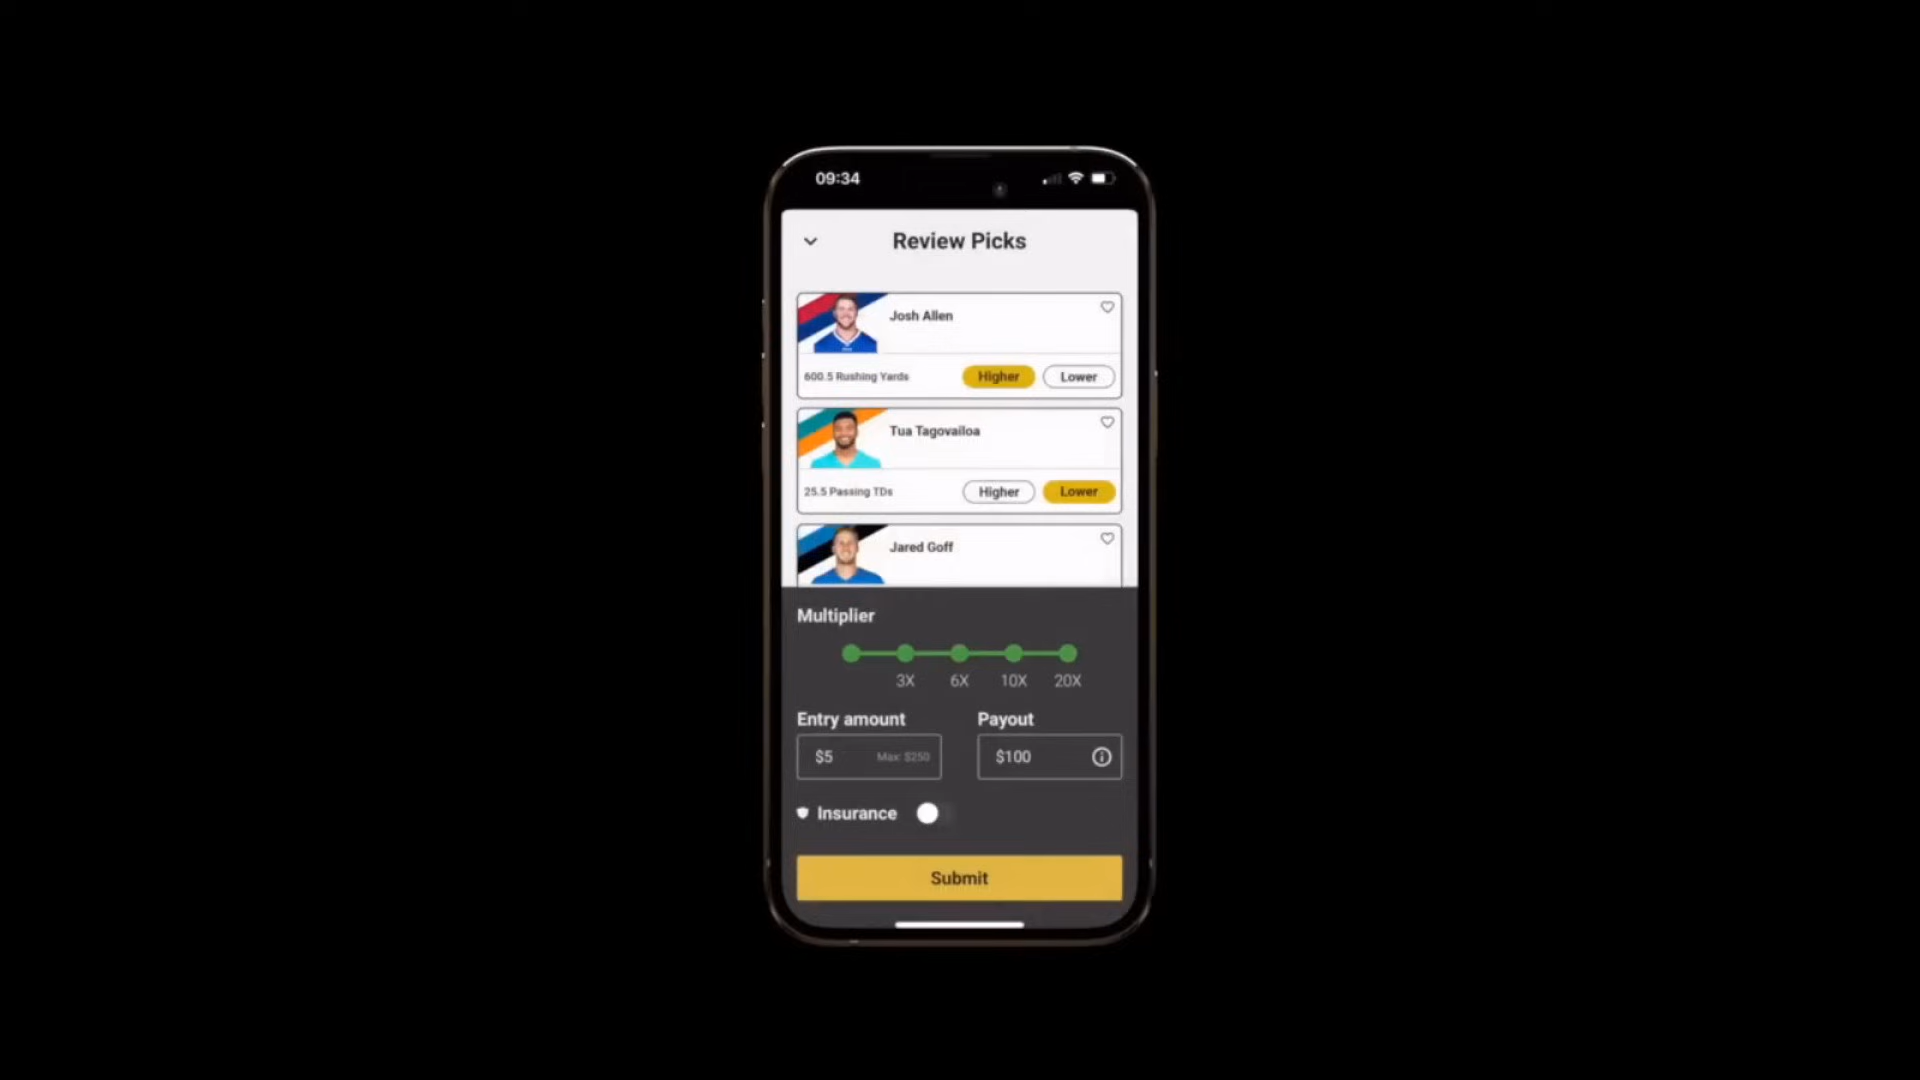 09:34
Review Picks
Josh Allen
600.5 Rushing Yards Higher Lower
Tua Tagovailoa
25.5 Passing TDs Higher Lower
Jared Goff
Multiplier
3X 6X 10X 20X
Entry amount Payout
$5 Max: $250 $100
Insurance
Submit